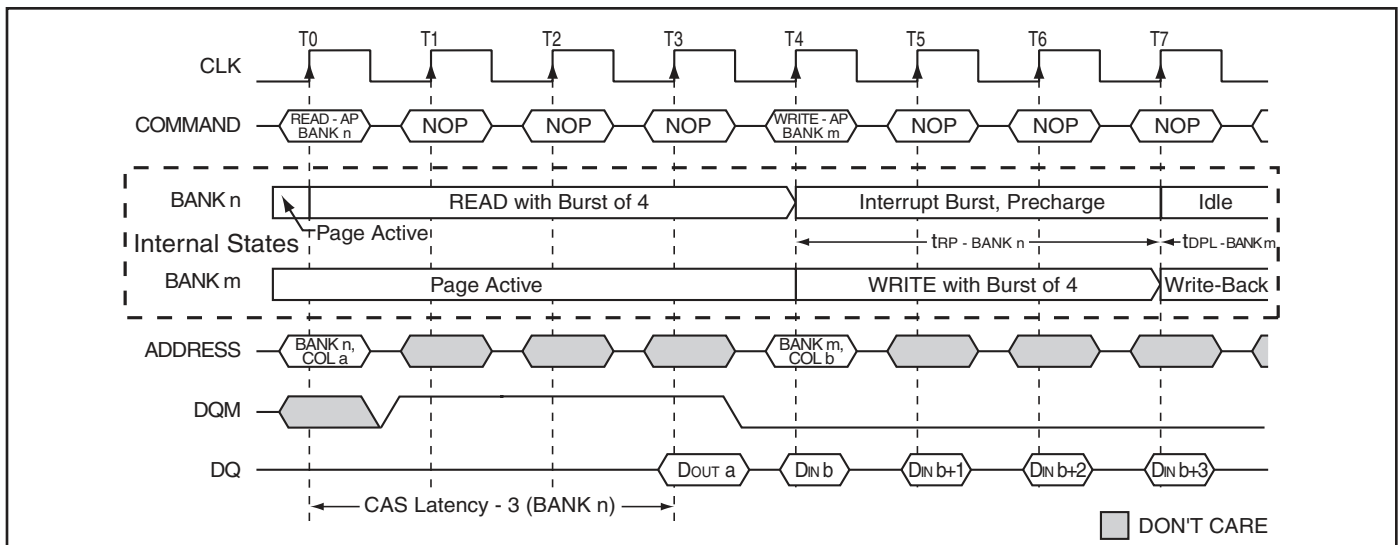 T0 T1 T2 T3 T4 T5 T6 T7
CLK
COMMAND READ - AP BANK n NOP NOP NOP WRITE - AP BANK m NOP NOP NOP
BANK n READ with Burst of 4 Interrupt Burst, Precharge Idle
Internal States Page Active tRP - BANK n tDPL - BANK m
BANK m Page Active WRITE with Burst of 4 Write-Back
ADDRESS BANK n, COL a BANK m, COL b
DQM
DQ DOUT a DIN b DIN b+1 DIN b+2 DIN b+3
CAS Latency - 3 (BANK n)
DON'T CARE